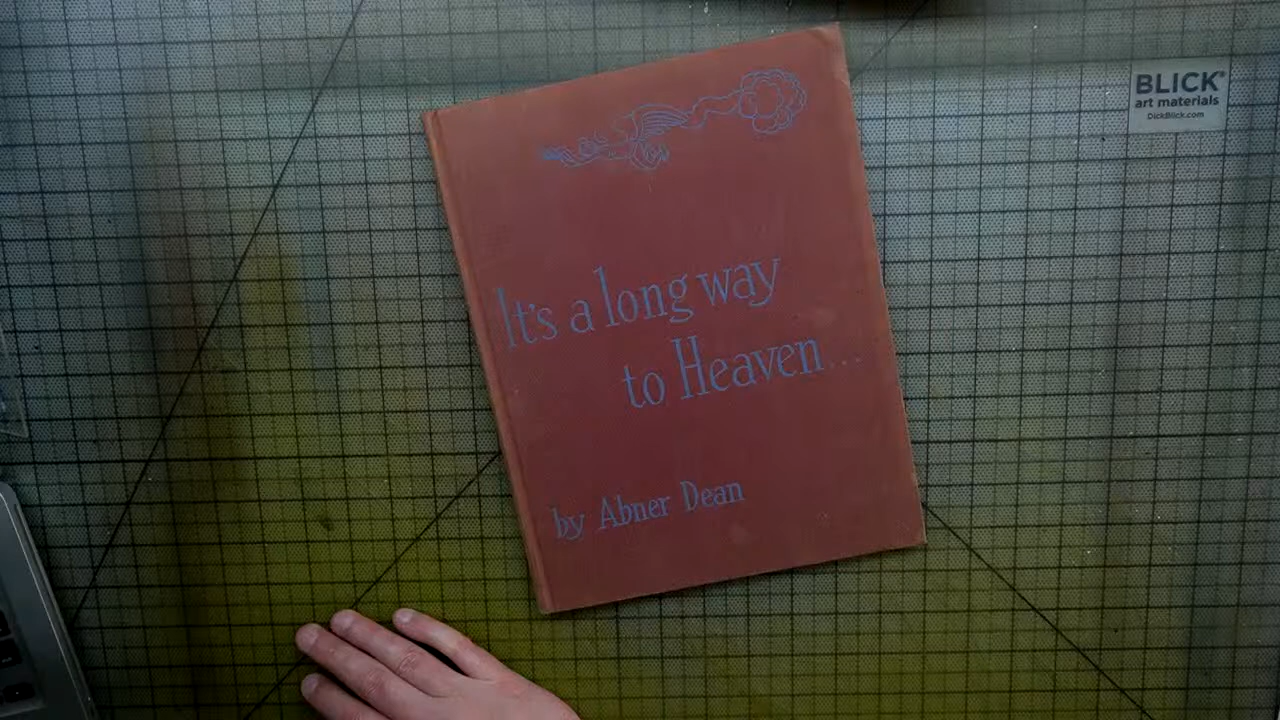 It's a long way
to Heaven...
by Abner Dean
BLICK®
art materials
DickBlick.com